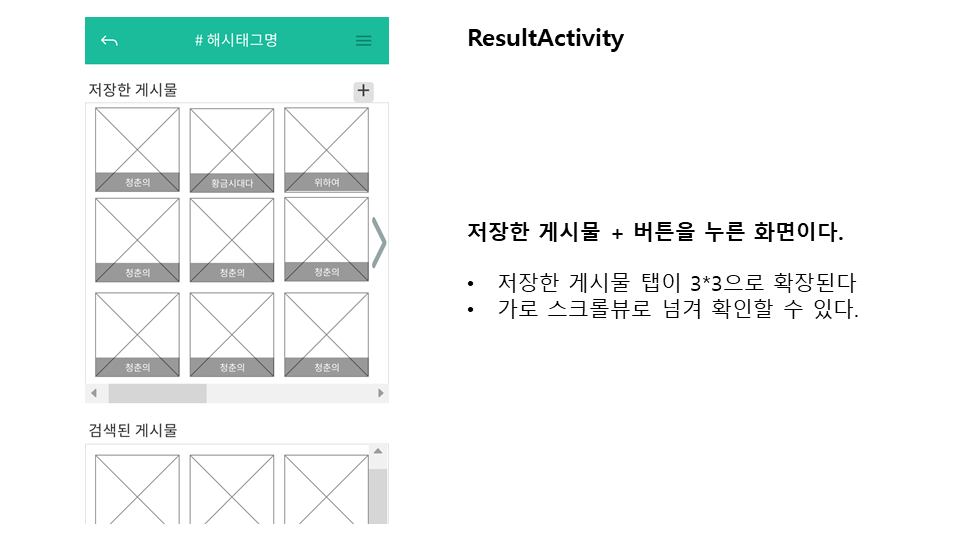 # 해시태그명
ResultActivity
저장한 게시물
+
청춘의
황금시대다
위하여
청춘의
청춘의
청춘의
청춘의
청춘의
청춘의
검색된 게시물
저장한 게시물 + 버튼을 누른 화면이다.
• 저장한 게시물 탭이 3*3으로 확장된다
• 가로 스크롤뷰로 넘겨 확인할 수 있다.